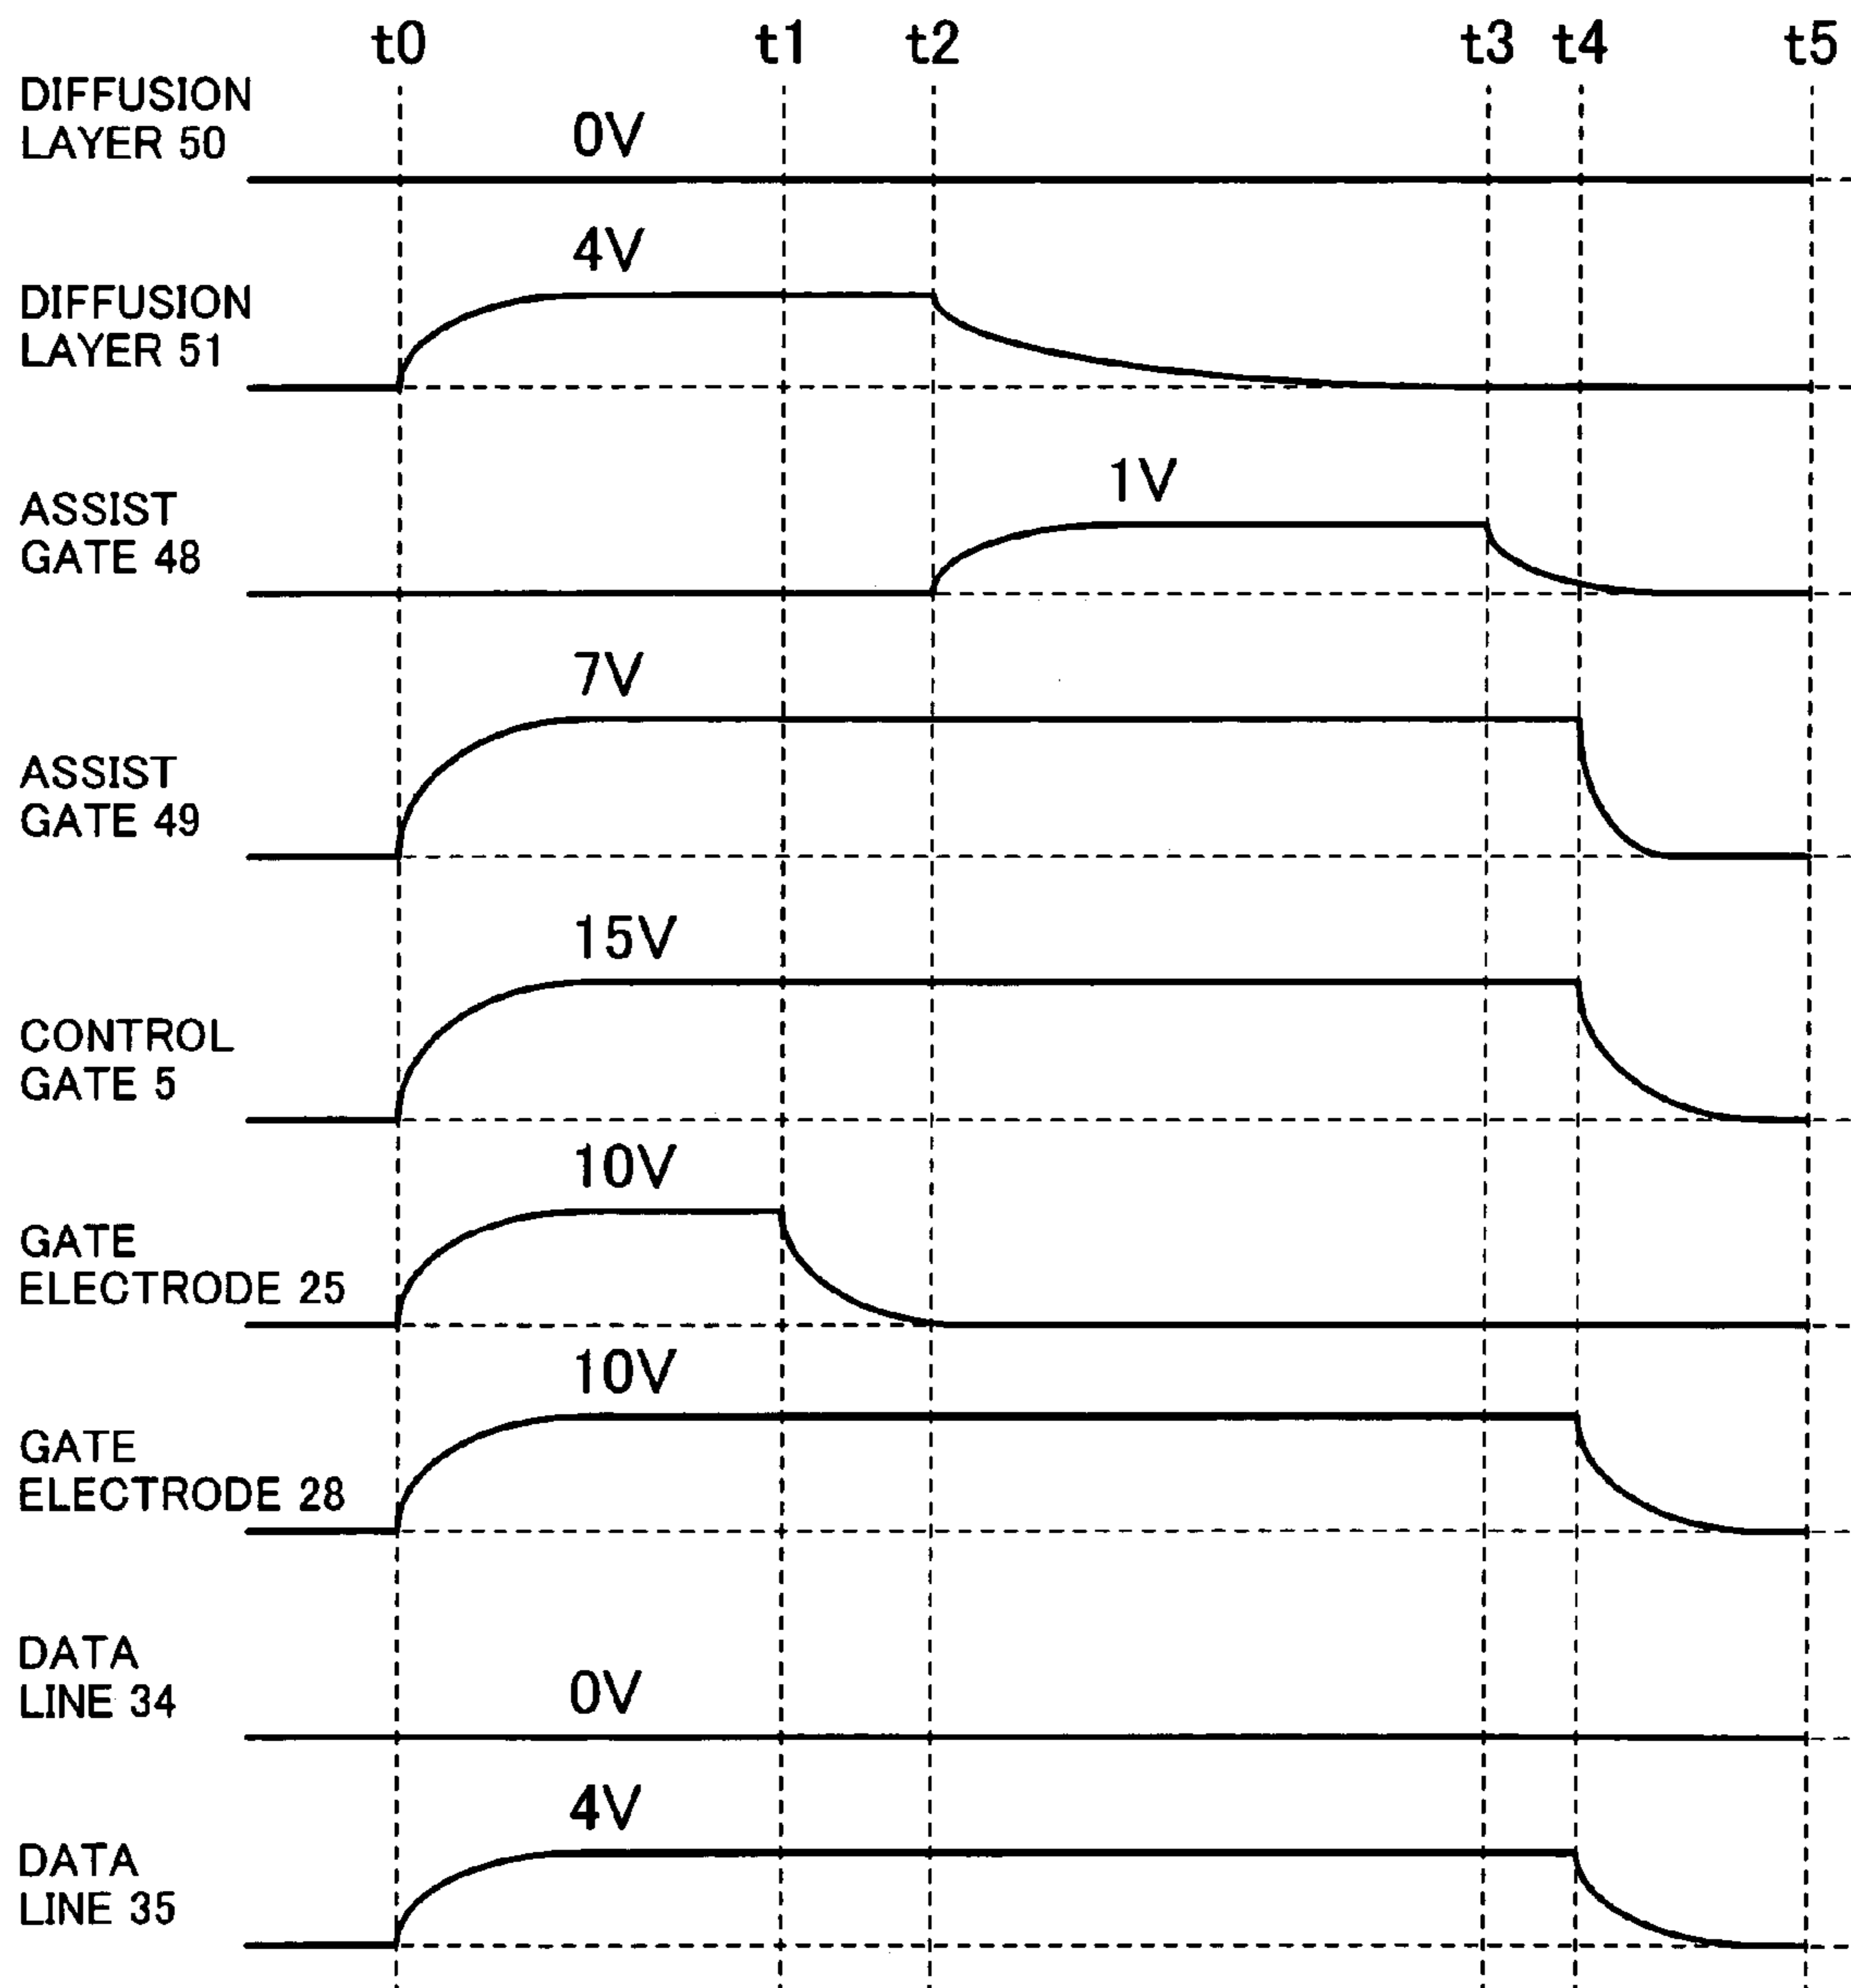 t0 t1 t2 t3 t4 t5
DIFFUSION
LAYER 50
0V
DIFFUSION
LAYER 51
4V
ASSIST
GATE 48
1V
ASSIST
GATE 49
7V
CONTROL
GATE 5
15V
GATE
ELECTRODE 25
10V
GATE
ELECTRODE 28
10V
DATA
LINE 34
0V
DATA
LINE 35
4V